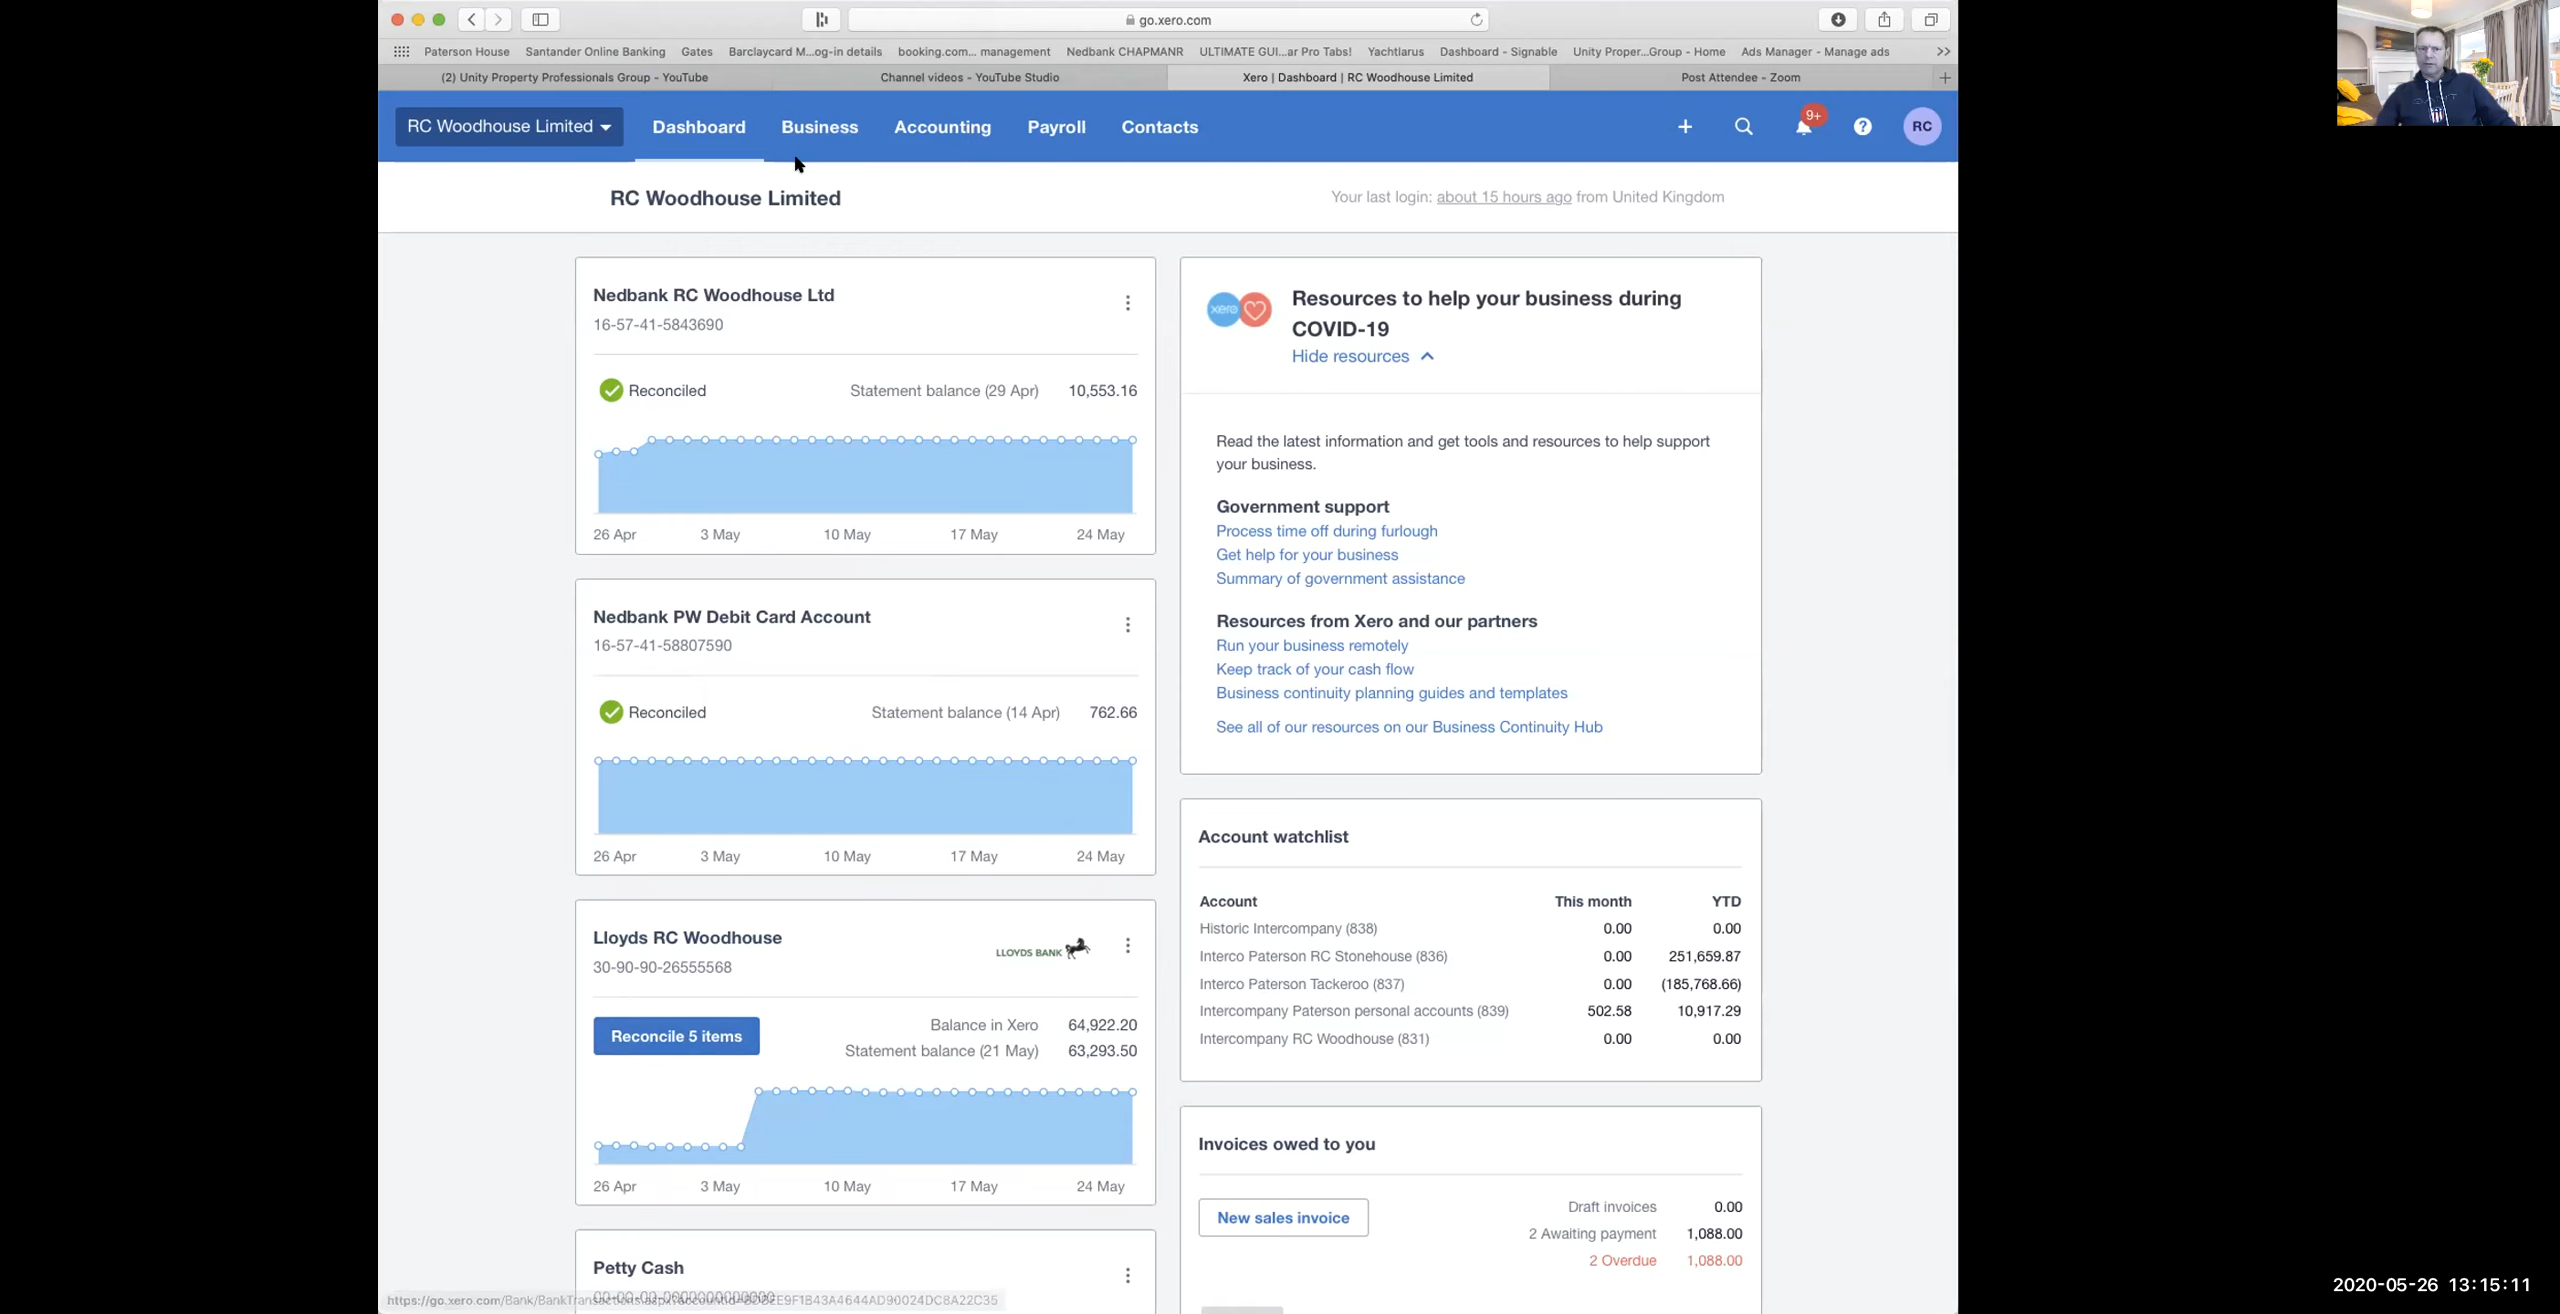 go.xero.com
Paterson House Santander Online Banking Gates Barclaycard M...og-in details booking.com... management Nedbank CHAPMANR ULTIMATE GUI...ar Pro Tabs! Yachtlarus Dashboard - Signable Unity Proper...Group - Home Ads Manager - Manage ads
(2) Unity Property Professionals Group - YouTube Channel videos - YouTube Studio Xero | Dashboard | RC Woodhouse Limited Post Attendee - Zoom
RC Woodhouse Limited Dashboard Business Accounting Payroll Contacts 9+ RC
RC Woodhouse Limited Your last login: about 15 hours ago from United Kingdom
Nedbank RC Woodhouse Ltd
16-57-41-5843690
Reconciled Statement balance (29 Apr) 10,553.16
26 Apr 3 May 10 May 17 May 24 May
Nedbank PW Debit Card Account
16-57-41-58807590
Reconciled Statement balance (14 Apr) 762.66
26 Apr 3 May 10 May 17 May 24 May
Lloyds RC Woodhouse
30-90-90-26555568
LLOYDS BANK
Reconcile 5 items
Balance in Xero 64,922.20
Statement balance (21 May) 63,293.50
26 Apr 3 May 10 May 17 May 24 May
Petty Cash
xero
Resources to help your business during
COVID-19
Hide resources
Read the latest information and get tools and resources to help support
your business.
Government support
Process time off during furlough
Get help for your business
Summary of government assistance
Resources from Xero and our partners
Run your business remotely
Keep track of your cash flow
Business continuity planning guides and templates
See all of our resources on our Business Continuity Hub
Account watchlist
Account This month YTD
Historic Intercompany (838) 0.00 0.00
Interco Paterson RC Stonehouse (836) 0.00 251,659.87
Interco Paterson Tackeroo (837) 0.00 (185,768.66)
Intercompany Paterson personal accounts (839) 502.58 10,917.29
Intercompany RC Woodhouse (831) 0.00 0.00
Invoices owed to you
New sales invoice
Draft invoices 0.00
2 Awaiting payment 1,088.00
2 Overdue 1,088.00
2020-05-26 13:15:11